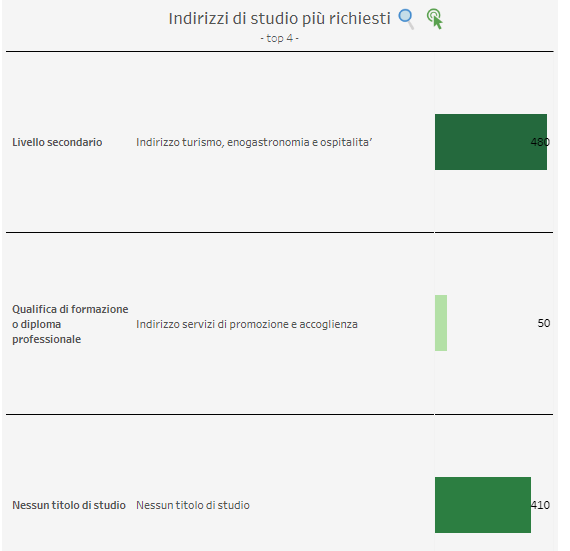 Indirizzi di studio più richiesti
- top 4 -
Livello secondario Indirizzo turismo, enogastronomia e ospitalita’ 480
Qualifica di formazione
o diploma Indirizzo servizi di promozione e accoglienza 50
professionale
Nessun titolo di studio Nessun titolo di studio 410